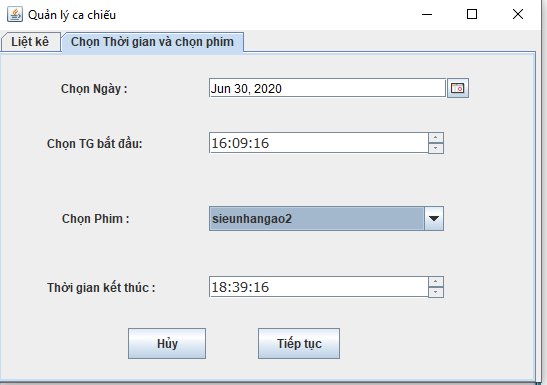 Quản lý ca chiếu
Liệt kê Chọn Thời gian và chọn phim
Chọn Ngày : Jun 30, 2020
Chọn TG bắt đầu: 16:09:16
Chọn Phim : sieunhangao2
Thời gian kết thúc : 18:39:16
Hủy Tiếp tục